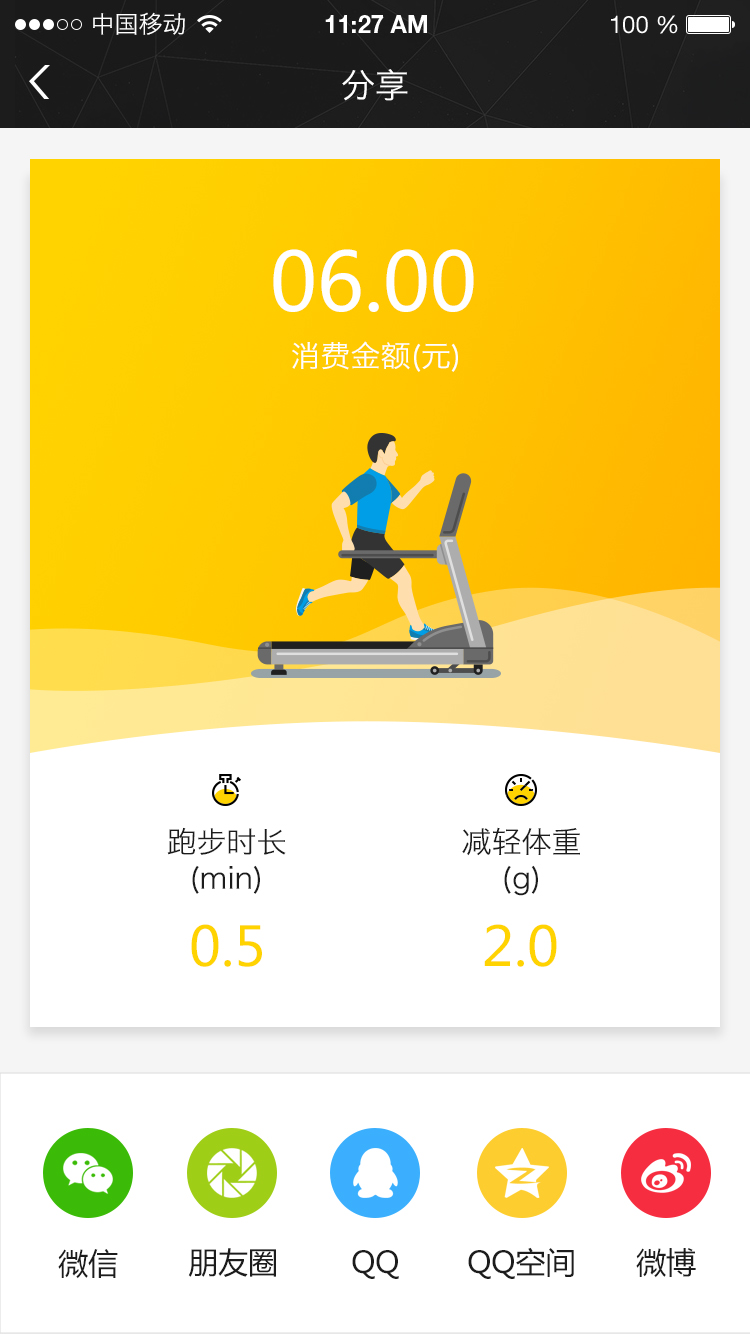 中国移动 11:27 AM 100 %
分享
06.00
消费金额(元)
跑步时长 减轻体重
(min) (g)
0.5 2.0
微信 朋友圈 QQ QQ空间 微博